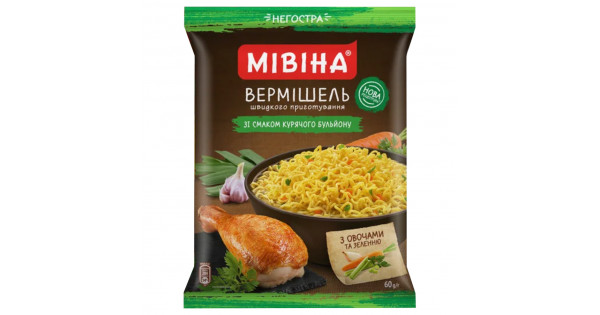 НЕГОСТРА
МІВІНА®
ВЕРМІШЕЛЬ
швидкого приготування
НОВА
ЗІ СМАКОМ КУРЯЧОГО БУЛЬЙОНУ
З ОВОЧАМИ
ТА ЗЕЛЕННЮ
60 g